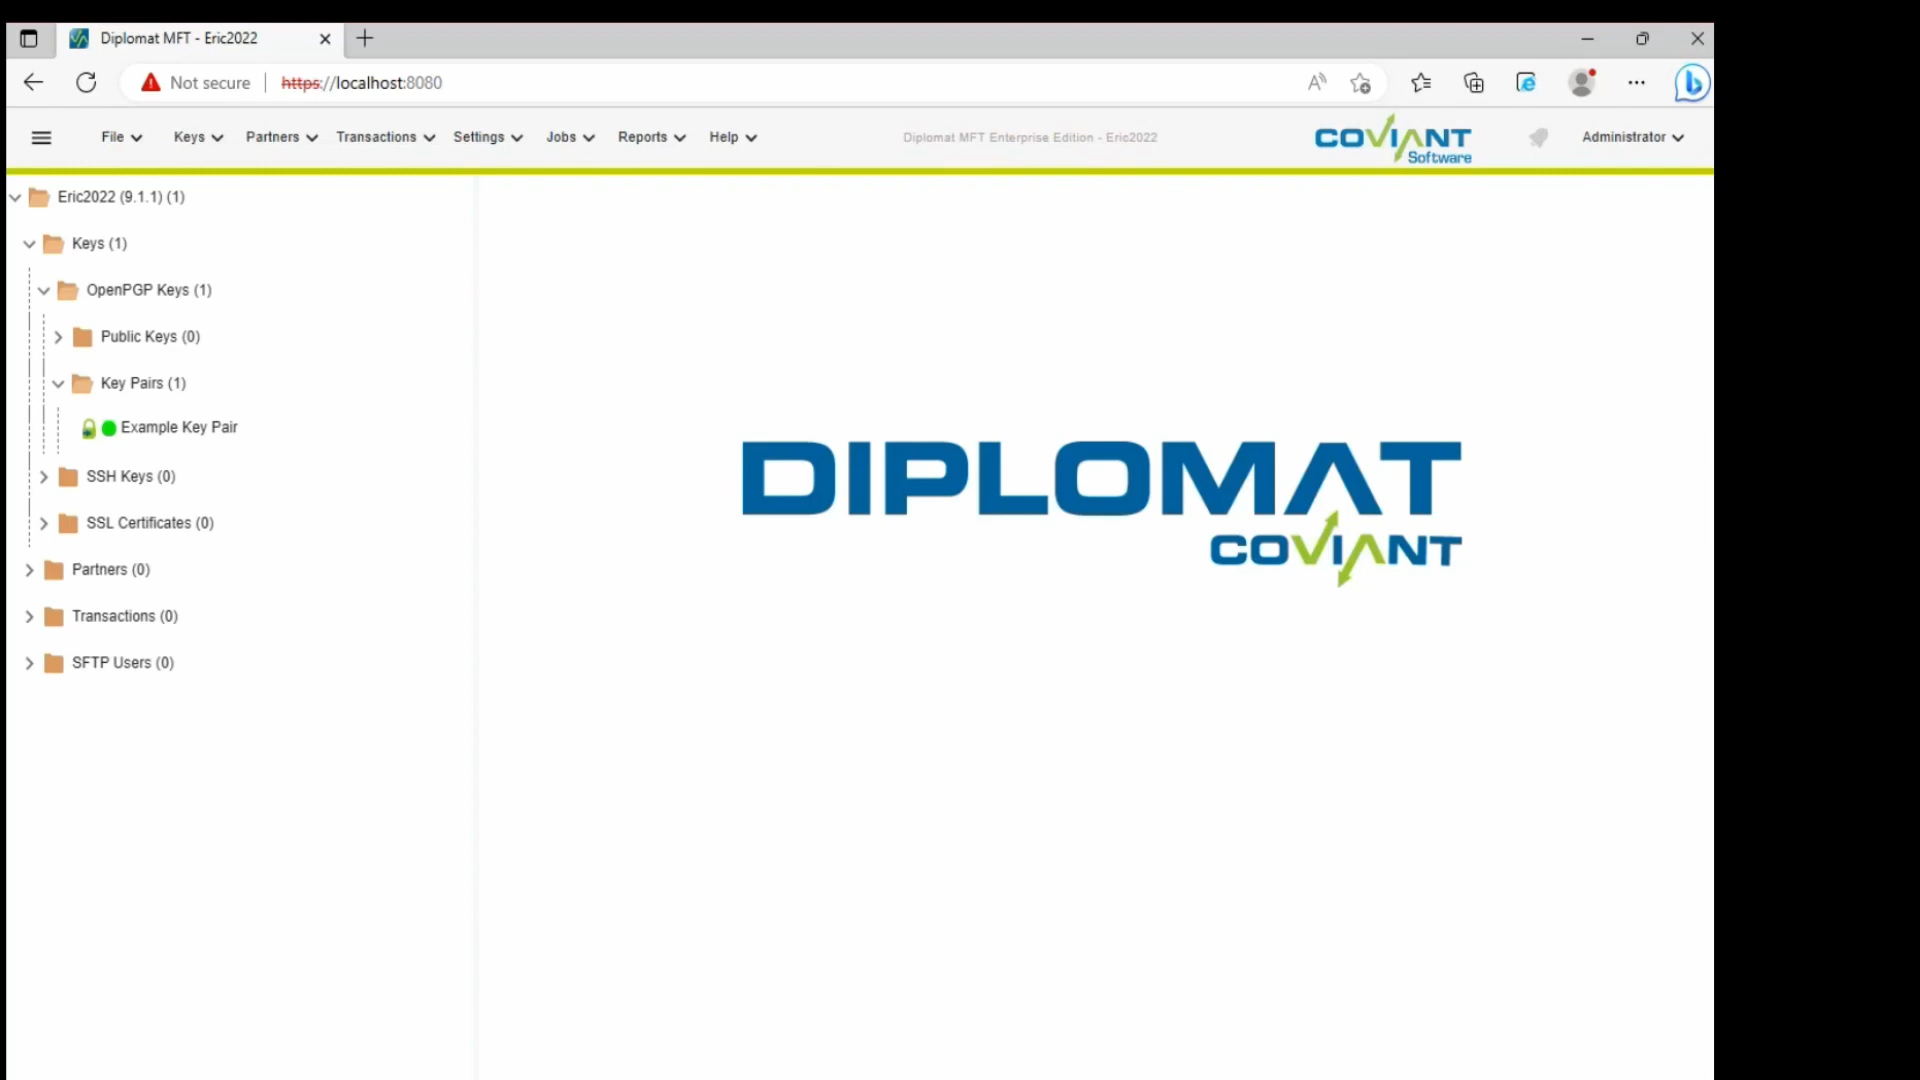 Diplomat MFT - Eric2022
Not secure
https://localhost:8080
File Keys Partners Transactions Settings Jobs Reports Help
Diplomat MFT Enterprise Edition - Eric2022
COVIANT
Software
Administrator
Eric2022 (9.1.1) (1)
Keys (1)
OpenPGP Keys (1)
Public Keys (0)
Key Pairs (1)
Example Key Pair
SSH Keys (0)
SSL Certificates (0)
Partners (0)
Transactions (0)
SFTP Users (0)
DIPLOMAT
COVIANT